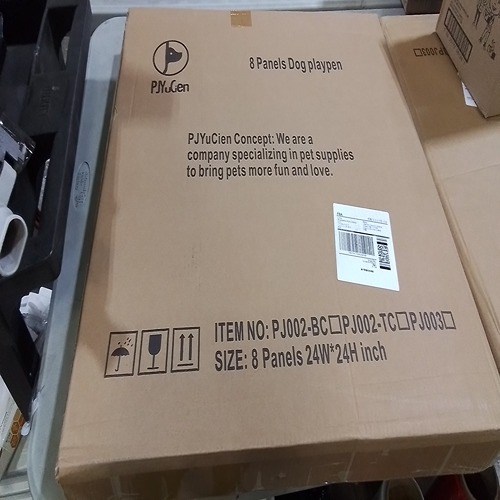 PJYuCien
8 Panels Dog playpen
PJYuCien Concept: We are a
company specializing in pet supplies
to bring pets more fun and love.
ITEM NO: PJ002-BC□PJ002-TC□PJ003□
SIZE: 8 Panels 24W*24H inch